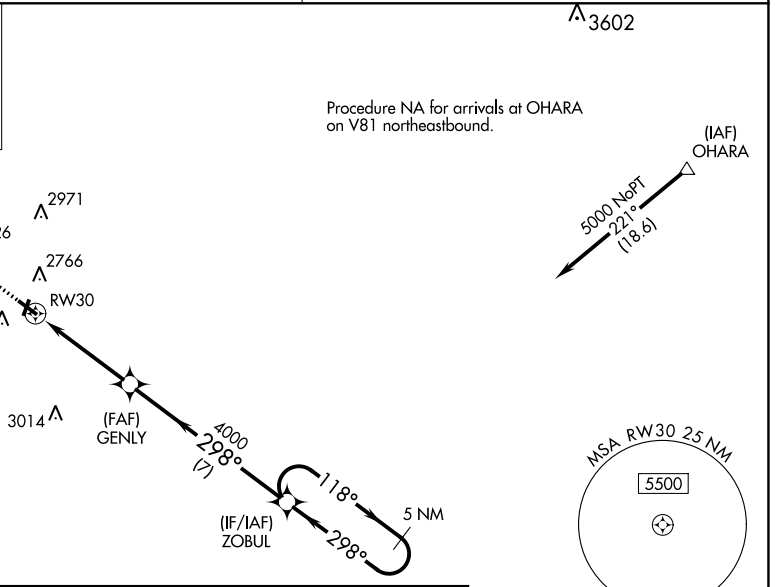 3602
Procedure NA for arrivals at OHARA
on V81 northeastbound.
(IAF)
OHARA
5000 NoPT
221°
(18.6)
2971
26
2766
RW30
3014
(FAF)
GENLY
4000
298°
(7)
118°
5 NM
298°
(IF/IAF)
ZOBUL
MSA RW30 25 NM
5500